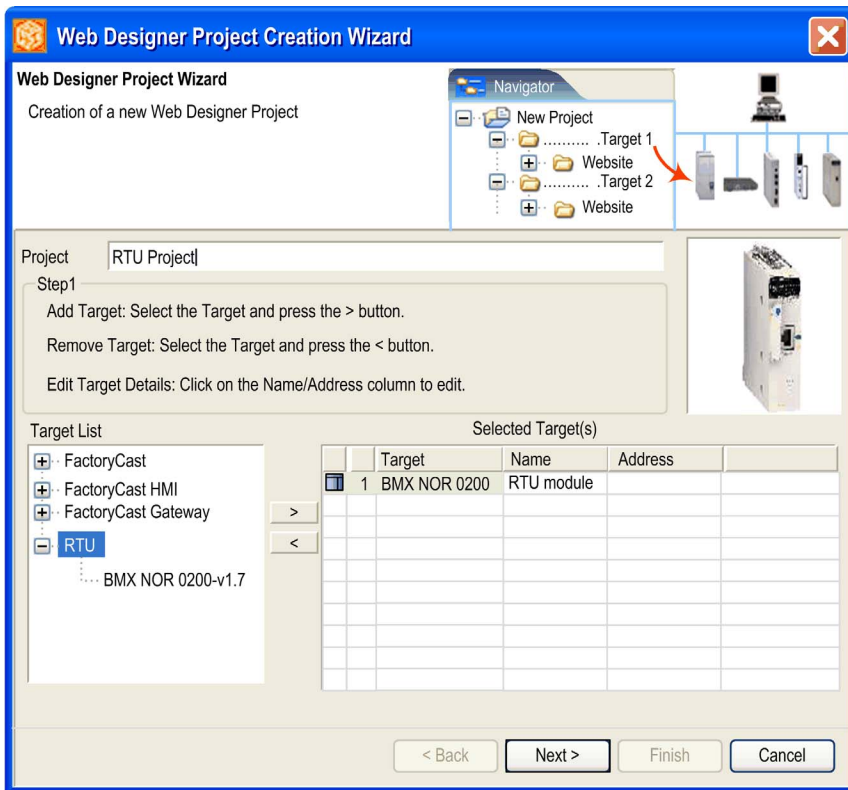 Web Designer Project Creation Wizard
Web Designer Project Wizard
Creation of a new Web Designer Project
Navigator
New Project
.......... .Target 1
Website
.......... .Target 2
Website
Project
RTU Project
Step1
Add Target: Select the Target and press the > button.
Remove Target: Select the Target and press the < button.
Edit Target Details: Click on the Name/Address column to edit.
Target List
FactoryCast
FactoryCast HMI
FactoryCast Gateway
RTU
BMX NOR 0200-v1.7
>
<
Selected Target(s)
Target Name Address
1 BMX NOR 0200 RTU module
< Back Next > Finish Cancel